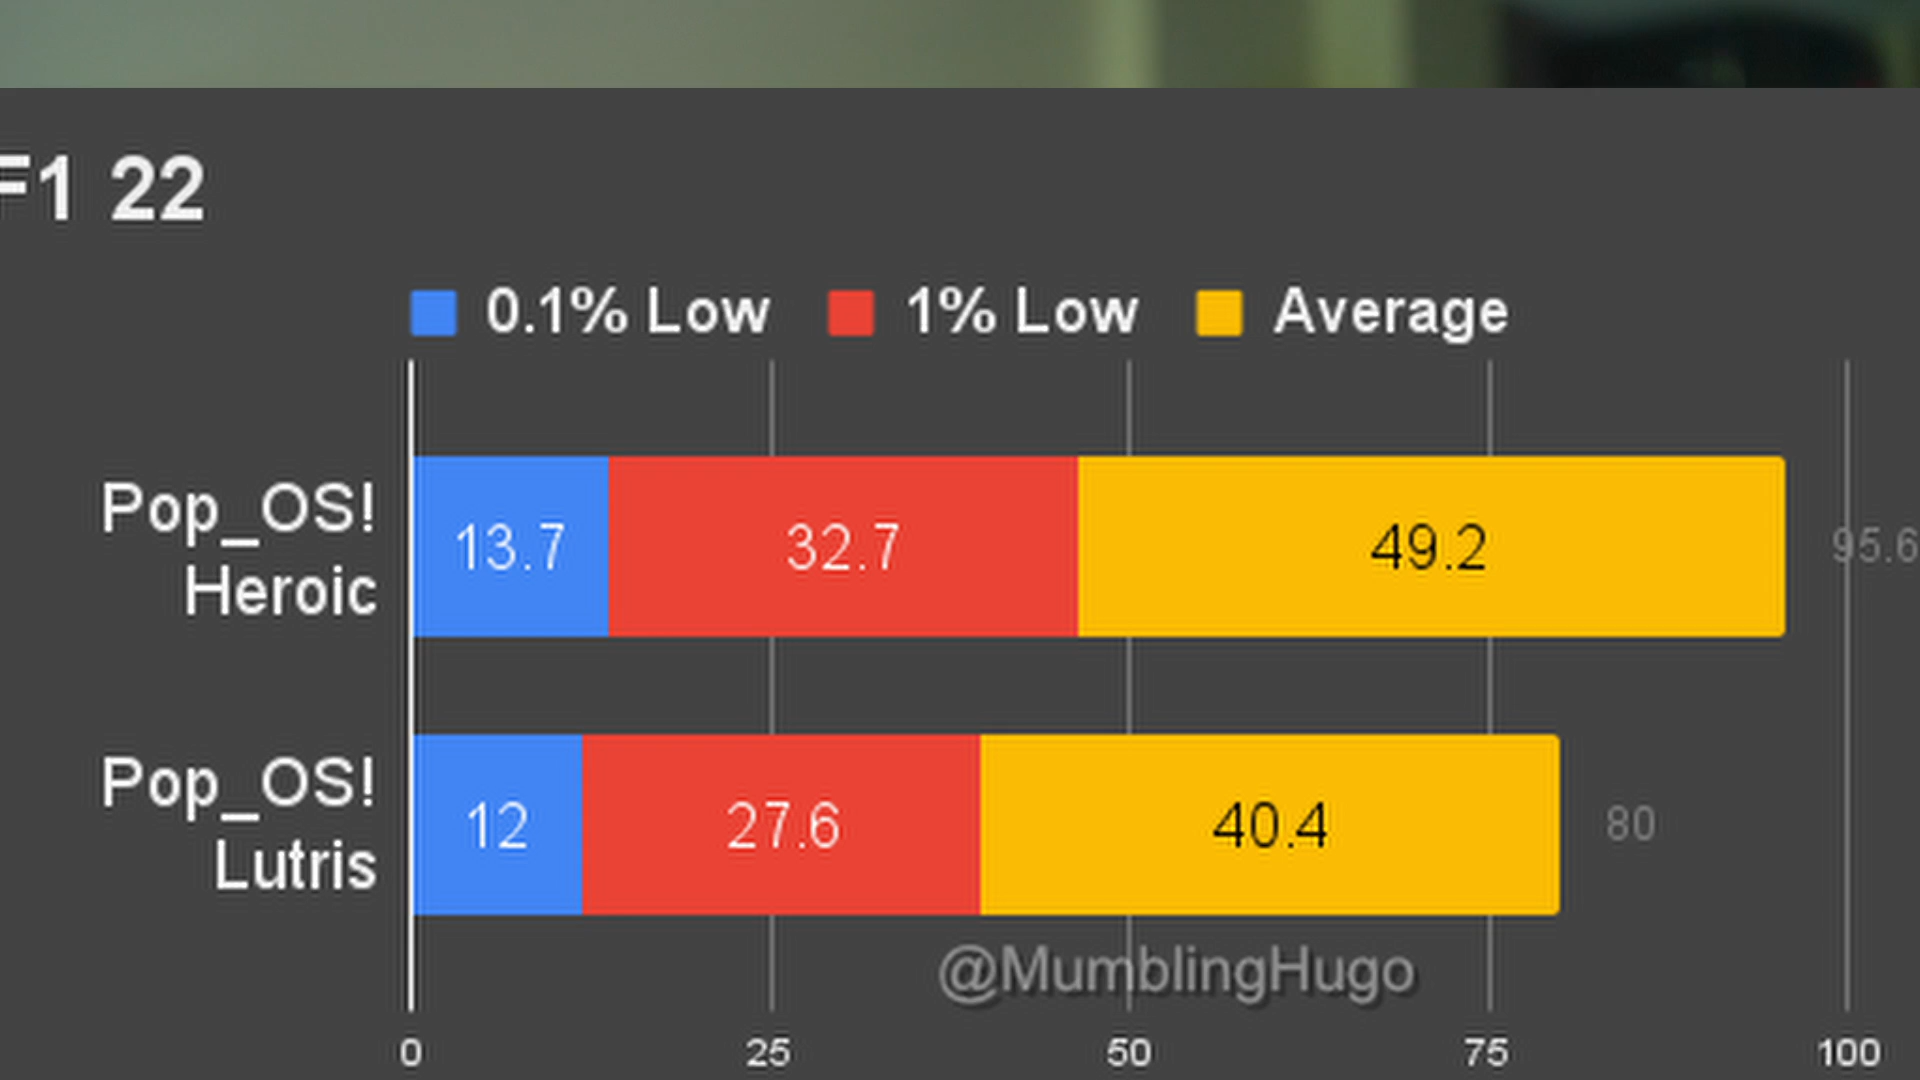 F1 22
0.1% Low 1% Low Average
Pop_OS!
Heroic
13.7 32.7 49.2 95.6
Pop_OS!
Lutris
12 27.6 40.4 80
@MumblingHugo
0 25 50 75 100